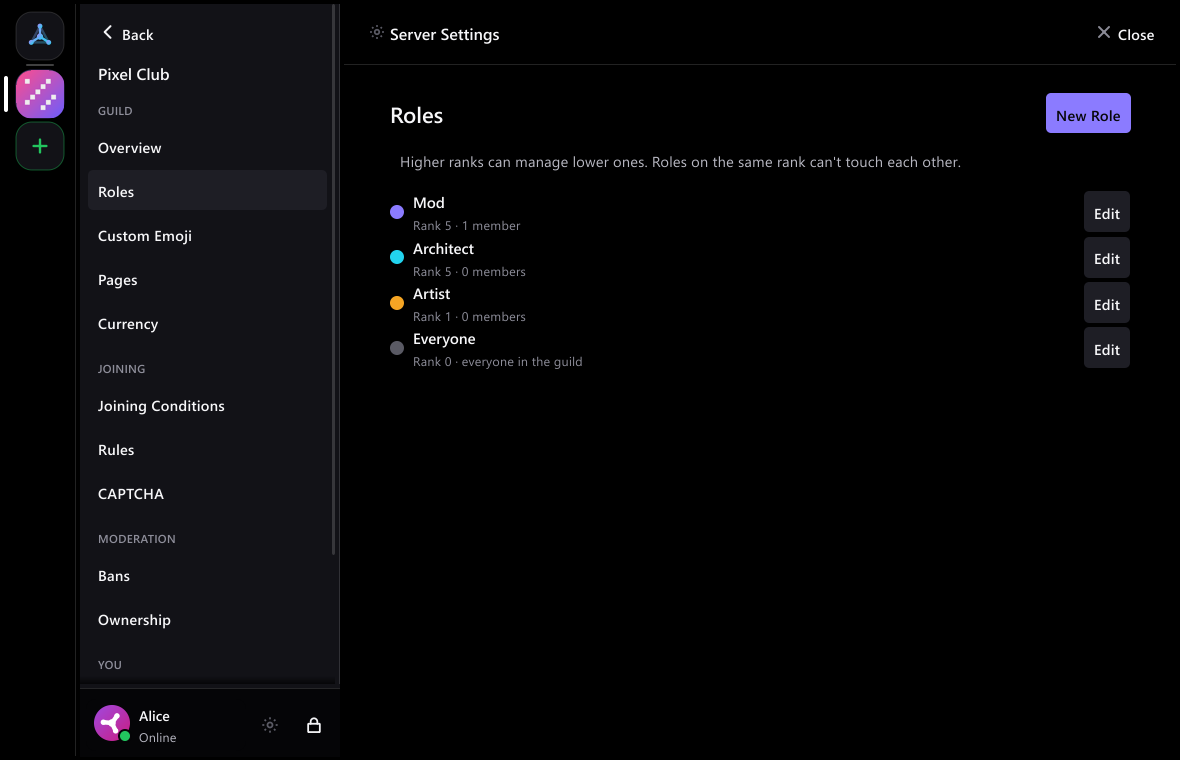 Back
Pixel Club
GUILD
Overview
Roles
Custom Emoji
Pages
Currency
JOINING
Joining Conditions
Rules
CAPTCHA
MODERATION
Bans
Ownership
YOU
Alice
Online
Server Settings
Close
Roles
New Role
Higher ranks can manage lower ones. Roles on the same rank can't touch each other.
Mod
Rank 5 · 1 member
Edit
Architect
Rank 5 · 0 members
Edit
Artist
Rank 1 · 0 members
Edit
Everyone
Rank 0 · everyone in the guild
Edit